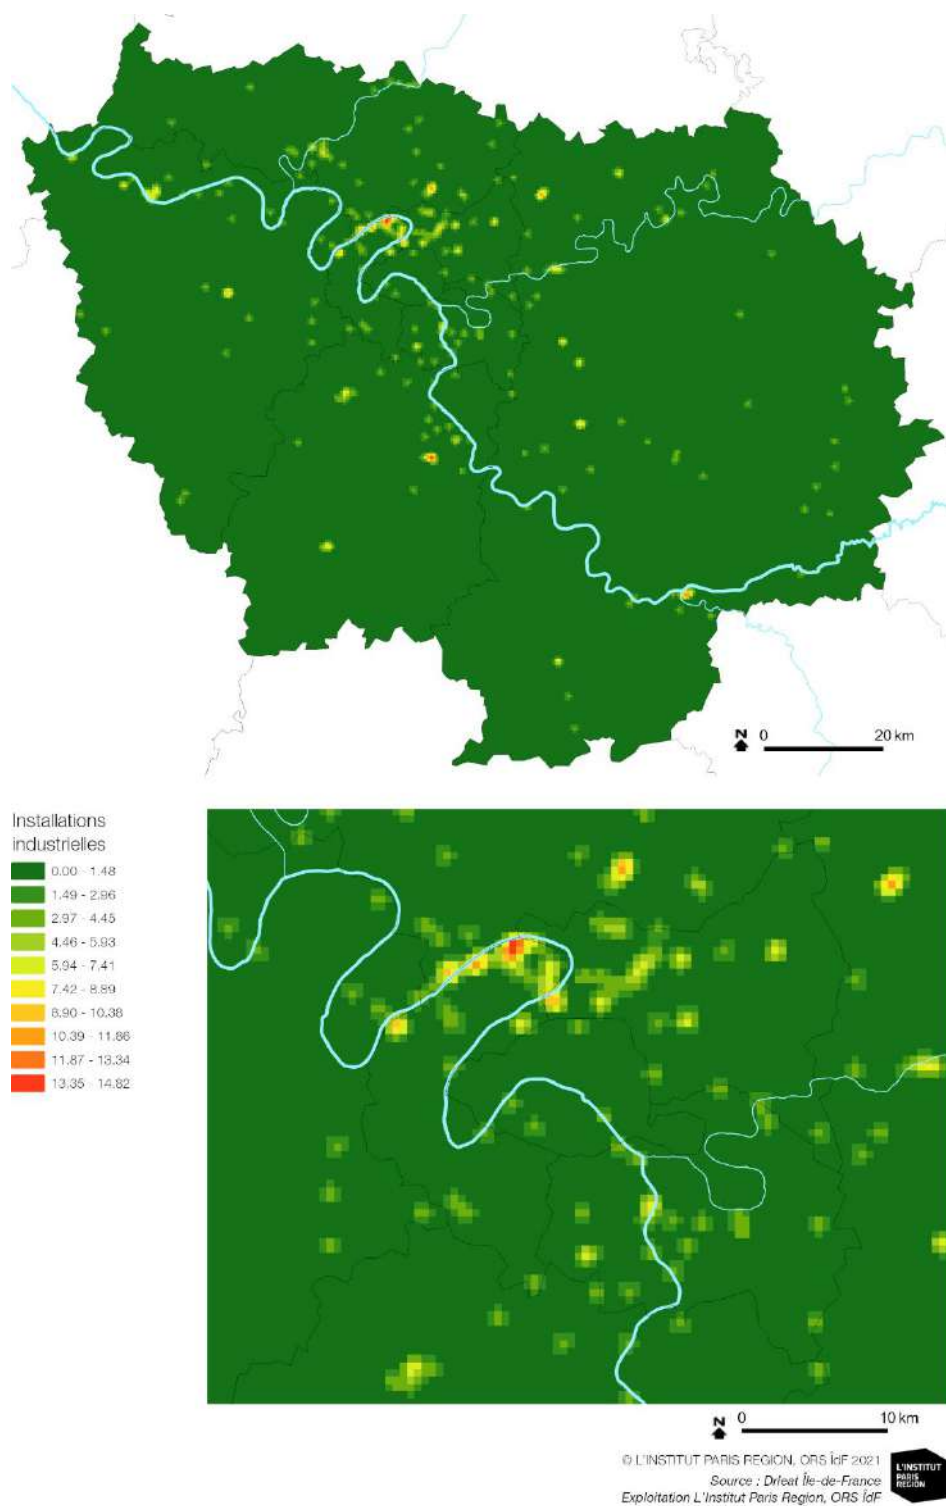 N 0 20 km
Installations
industrielles
0.00 - 1.48
1.49 - 2.96
2.97 - 4.45
4.46 - 5.93
5.94 - 7.41
7.42 - 8.89
8.90 - 10.38
10.39 - 11.86
11.87 - 13.34
13.35 - 14.82
N 0 10 km
© L'INSTITUT PARIS REGION, ORS ÎdF 2021
Source : Drieat Île-de-France
Exploitation L'Institut Paris Region, ORS ÎdF
L'INSTITUT
PARIS
REGION